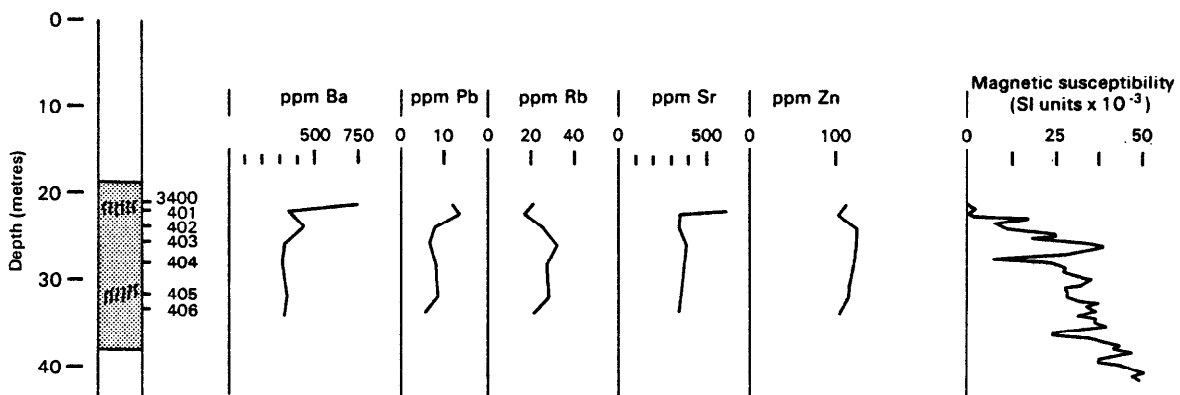 0
10
20
30
40
Depth (metres)
3400
401
402
403
404
405
406
ppm Ba
500 750
ppm Pb
0 10
ppm Rb
0 20 40
ppm Sr
0 500
ppm Zn
0 100
Magnetic susceptibility
(SI units x 10 -3)
0 25 50